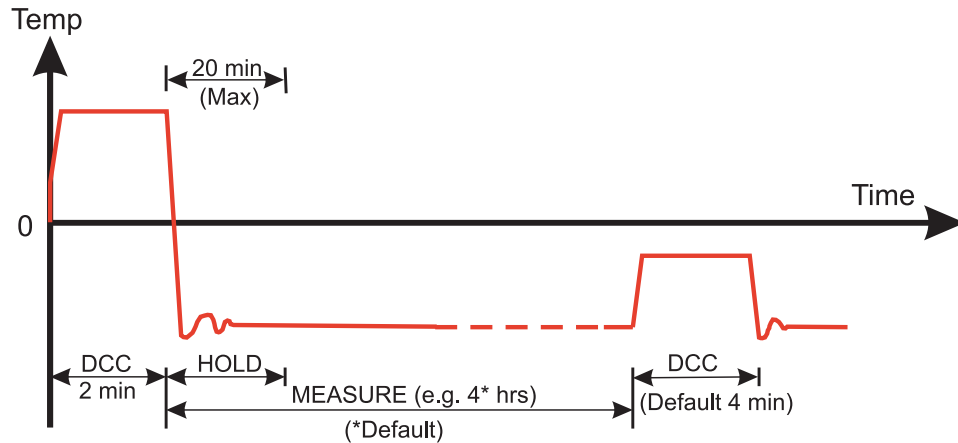 Temp
20 min
(Max)
Time
0
DCC
2 min
HOLD
MEASURE (e.g. 4* hrs)
(*Default)
DCC
(Default 4 min)